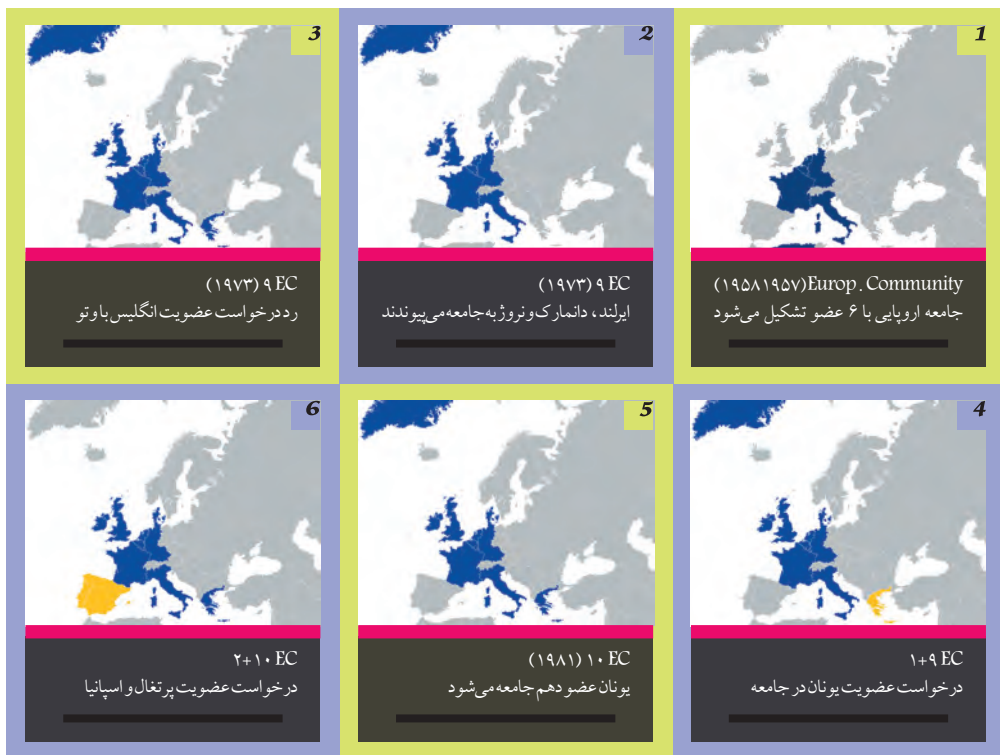 1
Europ . Community(۱۹۵۸۱۹۵۷)
جامعه اروپایی با ۶ عضو تشکیل می‌شود
2
EC ۹ (۱۹۷۳)
ایرلند ، دانمارک و نروژ به جامعه می‌پیوندند
3
EC ۹ (۱۹۷۳)
رد درخواست عضویت انگلیس با وتو
4
EC ۹+۱
درخواست عضویت یونان در جامعه
5
EC ۱۰ (۱۹۸۱)
یونان عضو دهم جامعه می‌شود
6
EC ۱۰+۲
درخواست عضویت پرتغال و اسپانیا